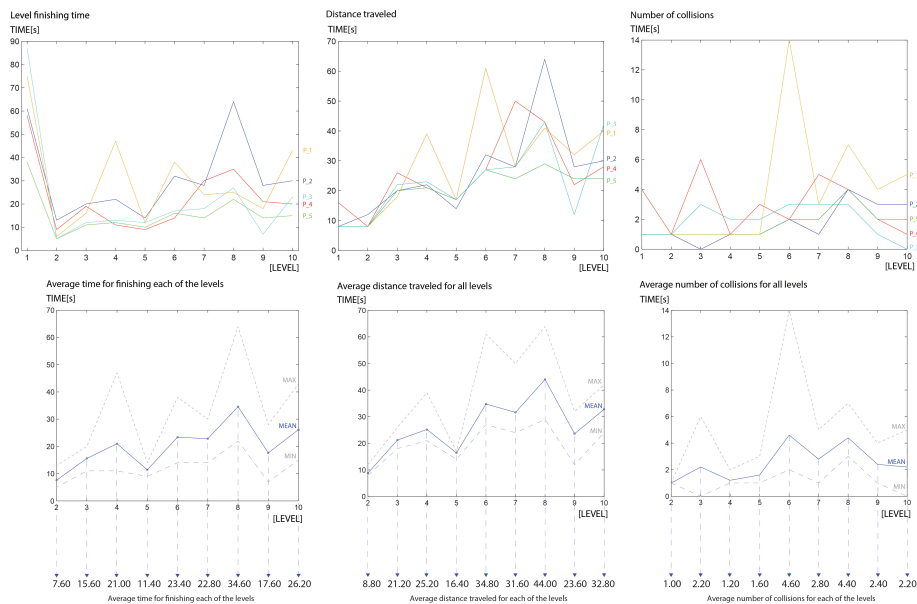 Level finishing time
TIME[s]
90
80
70
60
50
40
30
20
10
0
1 2 3 4 5 6 7 8 9 10
[LEVEL]
P_1
P_2
P_3
P_4
P_5
Distance traveled
TIME[s]
70
60
50
40
30
20
10
0
1 2 3 4 5 6 7 8 9 10
[LEVEL]
P_3
P_1
P_2
P_4
P_5
Number of collisions
TIME[s]
14
12
10
8
6
4
2
0
1 2 3 4 5 6 7 8 9 10
[LEVEL]
P_1
P_2
P_5
P_4
P_3
Average time for finishing each of the levels
TIME[s]
70
60
50
40
30
20
10
0
2 3 4 5 6 7 8 9 10
[LEVEL]
MAX
MEAN
MIN
7.60 15.60 21.00 11.40 23.40 22.80 34.60 17.60 26.20
Average time for finishing each of the levels
Average distance traveled for all levels
TIME[s]
70
60
50
40
30
20
10
0
2 3 4 5 6 7 8 9 10
[LEVEL]
MAX
MEAN
MIN
8.80 21.20 25.20 16.40 34.80 31.60 44.00 23.60 32.80
Average distance traveled for each of the levels
Average number of collisions for all levels
TIME[s]
14
12
10
8
6
4
2
0
2 3 4 5 6 7 8 9 10
[LEVEL]
MAX
MEAN
MIN
1.00 2.20 1.20 1.60 4.60 2.80 4.40 2.40 2.20
Average number of collisions for each of the levels